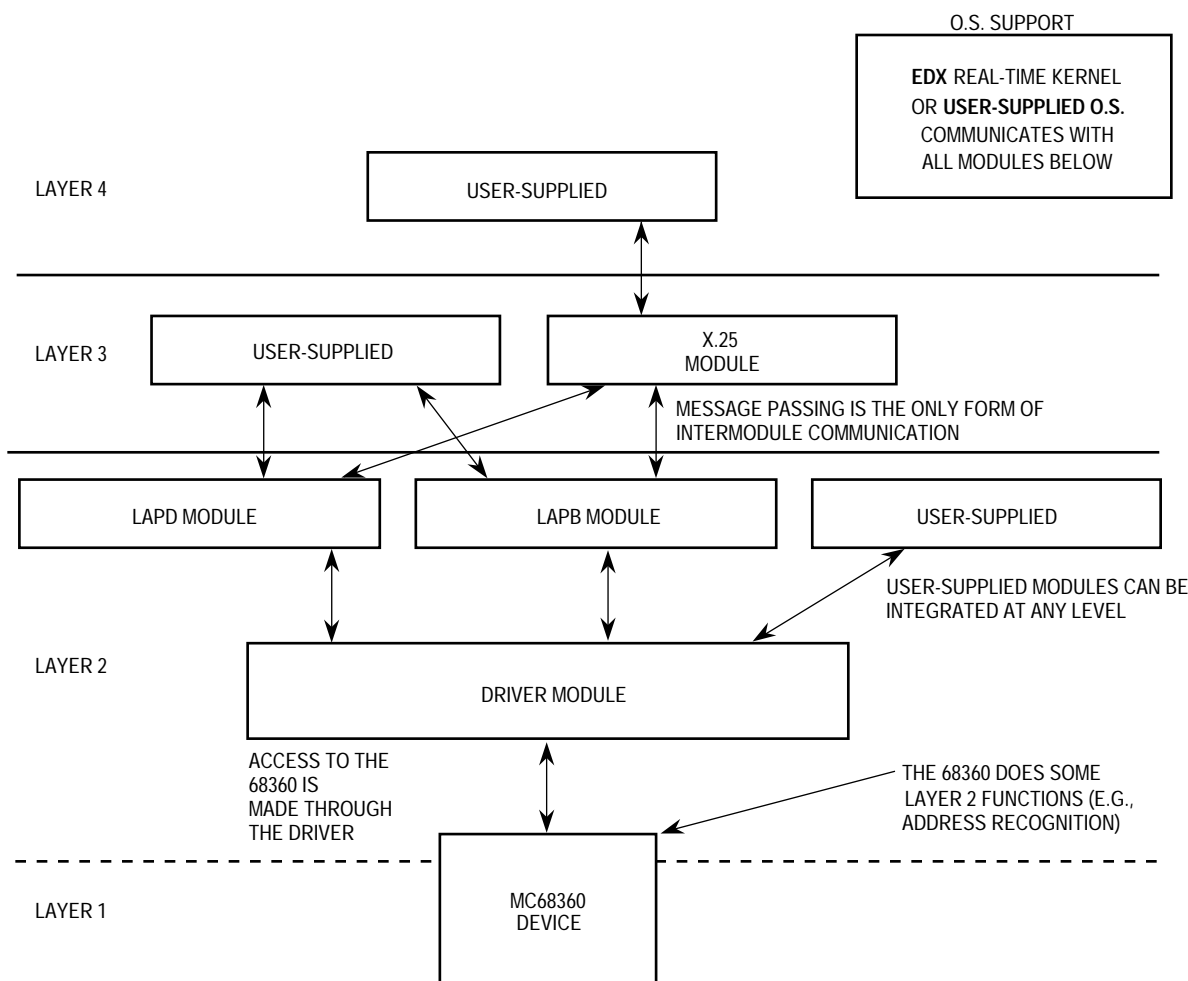 O.S. SUPPORT
EDX REAL-TIME KERNEL
OR USER-SUPPLIED O.S.
COMMUNICATES WITH
ALL MODULES BELOW
LAYER 4
USER-SUPPLIED
LAYER 3
USER-SUPPLIED
X.25
MODULE
MESSAGE PASSING IS THE ONLY FORM OF
INTERMODULE COMMUNICATION
LAPD MODULE
LAPB MODULE
USER-SUPPLIED
USER-SUPPLIED MODULES CAN BE
INTEGRATED AT ANY LEVEL
LAYER 2
DRIVER MODULE
ACCESS TO THE
68360 IS
MADE THROUGH
THE DRIVER
THE 68360 DOES SOME
LAYER 2 FUNCTIONS (E.G.,
ADDRESS RECOGNITION)
LAYER 1
MC68360
DEVICE